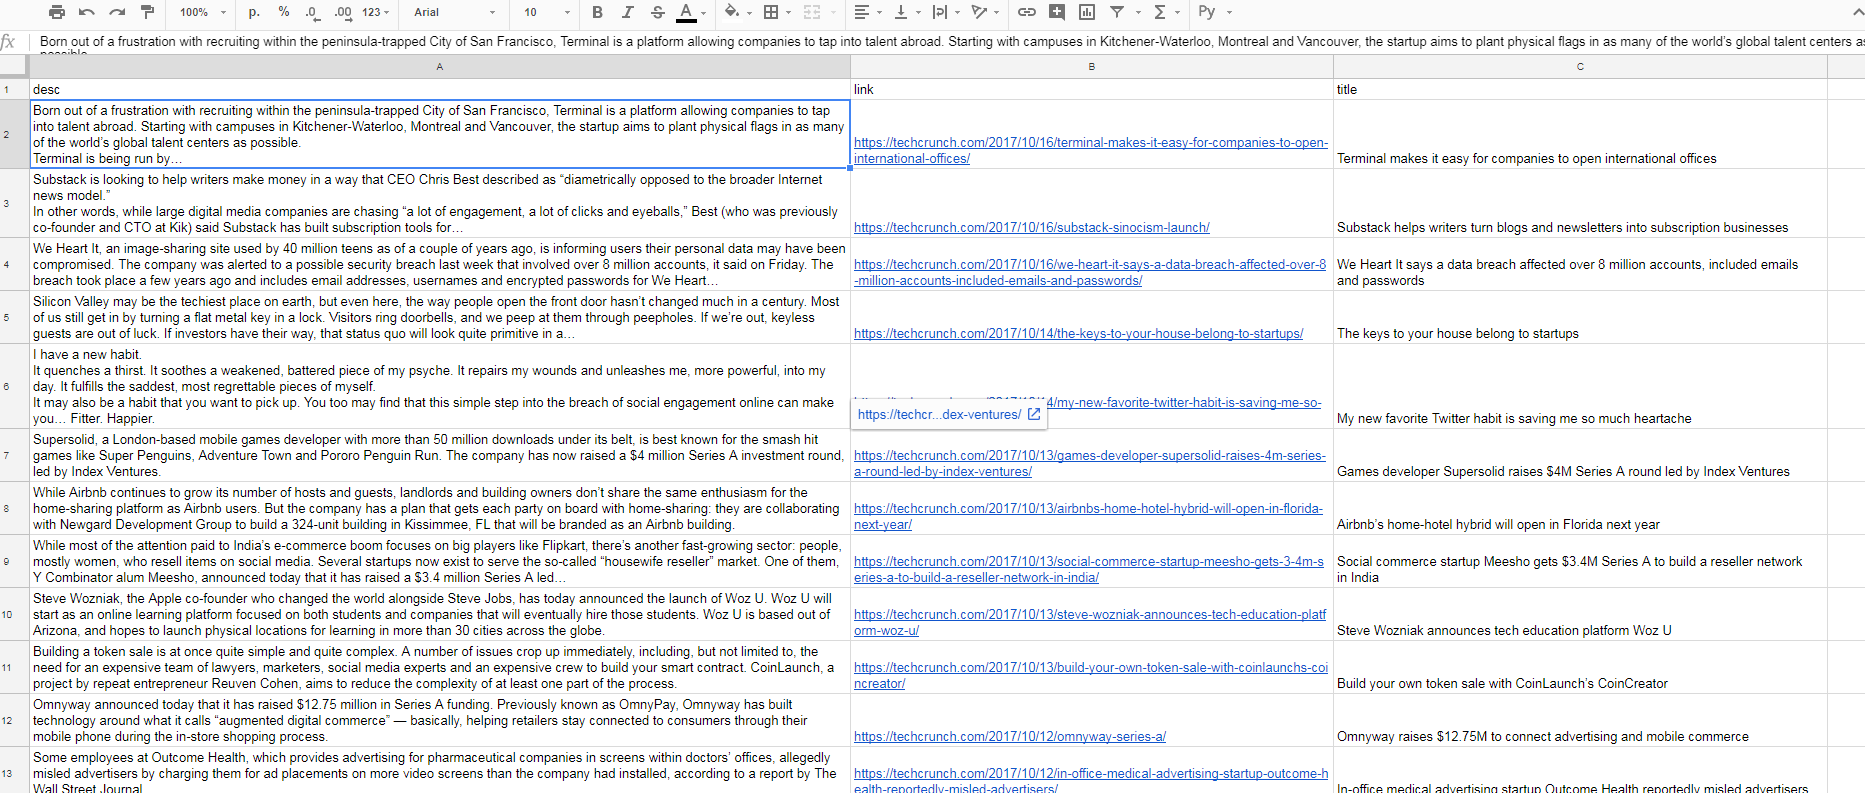 100% p. % .0 .00 123 Arial 10 B I S A Σ Ру
fx Born out of a frustration with recruiting within the peninsula-trapped City of San Francisco, Terminal is a platform allowing companies to tap into talent abroad. Starting with campuses in Kitchener-Waterloo, Montreal and Vancouver, the startup aims to plant physical flags in as many of the world's global talent centers
A B C
1 desc link title
2
Born out of a frustration with recruiting within the peninsula-trapped City of San Francisco, Terminal is a platform allowing companies to tap
into talent abroad. Starting with campuses in Kitchener-Waterloo, Montreal and Vancouver, the startup aims to plant physical flags in as many
of the world's global talent centers as possible.
Terminal is being run by…
https://techcrunch.com/2017/10/16/terminal-makes-it-easy-for-companies-to-open-
international-offices/
Terminal makes it easy for companies to open international offices
3
Substack is looking to help writers make money in a way that CEO Chris Best described as “diametrically opposed to the broader Internet
news model.”
In other words, while large digital media companies are chasing “a lot of engagement, a lot of clicks and eyeballs,” Best (who was previously
co-founder and CTO at Kik) said Substack has built subscription tools for…
https://techcrunch.com/2017/10/16/substack-sinocism-launch/
Substack helps writers turn blogs and newsletters into subscription businesses
4
We Heart It, an image-sharing site used by 40 million teens as of a couple of years ago, is informing users their personal data may have been
compromised. The company was alerted to a possible security breach last week that involved over 8 million accounts, it said on Friday. The
breach took place a few years ago and includes email addresses, usernames and encrypted passwords for We Heart…
https://techcrunch.com/2017/10/16/we-heart-it-says-a-data-breach-affected-over-8
-million-accounts-included-emails-and-passwords/
We Heart It says a data breach affected over 8 million accounts, included emails
and passwords
5
Silicon Valley may be the techiest place on earth, but even here, the way people open the front door hasn’t changed much in a century. Most
of us still get in by turning a flat metal key in a lock. Visitors ring doorbells, and we peep at them through peepholes. If we’re out, keyless
guests are out of luck. If investors have their way, that status quo will look quite primitive in a…
https://techcrunch.com/2017/10/14/the-keys-to-your-house-belong-to-startups/
The keys to your house belong to startups
6
I have a new habit.
It quenches a thirst. It soothes a weakened, battered piece of my psyche. It repairs my wounds and unleashes me, more powerful, into my
day. It fulfills the saddest, most regrettable pieces of myself.
It may also be a habit that you want to pick up. You too may find that this simple step into the breach of social engagement online can make
you… Fitter. Happier.
4/my-new-favorite-twitter-habit-is-saving-me-so-
https://techcr...dex-ventures/
My new favorite Twitter habit is saving me so much heartache
7
Supersolid, a London-based mobile games developer with more than 50 million downloads under its belt, is best known for the smash hit
games like Super Penguins, Adventure Town and Pororo Penguin Run. The company has now raised a $4 million Series A investment round,
led by Index Ventures.
https://techcrunch.com/2017/10/13/games-developer-supersolid-raises-4m-series-
a-round-led-by-index-ventures/
Games developer Supersolid raises $4M Series A round led by Index Ventures
8
While Airbnb continues to grow its number of hosts and guests, landlords and building owners don’t share the same enthusiasm for the
home-sharing platform as Airbnb users. But the company has a plan that gets each party on board with home-sharing: they are collaborating
with Newgard Development Group to build a 324-unit building in Kissimmee, FL that will be branded as an Airbnb building.
https://techcrunch.com/2017/10/13/airbnbs-home-hotel-hybrid-will-open-in-florida-
next-year/
Airbnb’s home-hotel hybrid will open in Florida next year
9
While most of the attention paid to India’s e-commerce boom focuses on big players like Flipkart, there’s another fast-growing sector: people,
mostly women, who resell items on social media. Several startups now exist to serve the so-called “housewife reseller” market. One of them,
Y Combinator alum Meesho, announced today that it has raised a $3.4 million Series A led…
https://techcrunch.com/2017/10/13/social-commerce-startup-meesho-gets-3-4m-s
eries-a-to-build-a-reseller-network-in-india/
Social commerce startup Meesho gets $3.4M Series A to build a reseller network
in India
10
Steve Wozniak, the Apple co-founder who changed the world alongside Steve Jobs, has today announced the launch of Woz U. Woz U will
start as an online learning platform focused on both students and companies that will eventually hire those students. Woz U is based out of
Arizona, and hopes to launch physical locations for learning in more than 30 cities across the globe.
https://techcrunch.com/2017/10/13/steve-wozniak-announces-tech-education-platf
orm-woz-u/
Steve Wozniak announces tech education platform Woz U
11
Building a token sale is at once quite simple and quite complex. A number of issues crop up immediately, including, but not limited to, the
need for an expensive team of lawyers, marketers, social media experts and an expensive crew to build your smart contract. CoinLaunch, a
project by repeat entrepreneur Reuven Cohen, aims to reduce the complexity of at least one part of the process.
https://techcrunch.com/2017/10/13/build-your-own-token-sale-with-coinlaunchs-coi
ncreator/
Build your own token sale with CoinLaunch’s CoinCreator
12
Omnyway announced today that it has raised $12.75 million in Series A funding. Previously known as OmnyPay, Omnyway has built
technology around what it calls “augmented digital commerce” — basically, helping retailers stay connected to consumers through their
mobile phone during the in-store shopping process.
https://techcrunch.com/2017/10/12/omnyway-series-a/
Omnyway raises $12.75M to connect advertising and mobile commerce
13
Some employees at Outcome Health, which provides advertising for pharmaceutical companies in screens within doctors’ offices, allegedly
misled advertisers by charging them for ad placements on more video screens than the company had installed, according to a report by The
Wall Street Journal
https://techcrunch.com/2017/10/12/in-office-medical-advertising-startup-outcome-h
ealth-reportedly-misled-advertisers/
In-office medical advertising startup Outcome Health reportedly misled advertisers